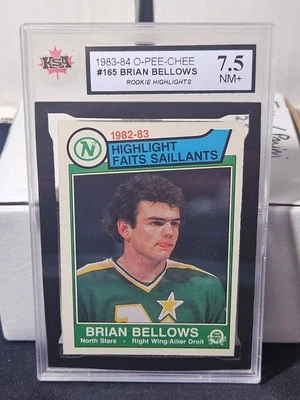 KSA
1983-84 O-PEE-CHEE
#165 BRIAN BELLOWS
ROOKIE HIGHLIGHTS
7.5
NM+
1982-83
HIGHLIGHT
FAITS SAILLANTS
N
BRIAN BELLOWS
North Stars - Right Wing/Ailier Droit